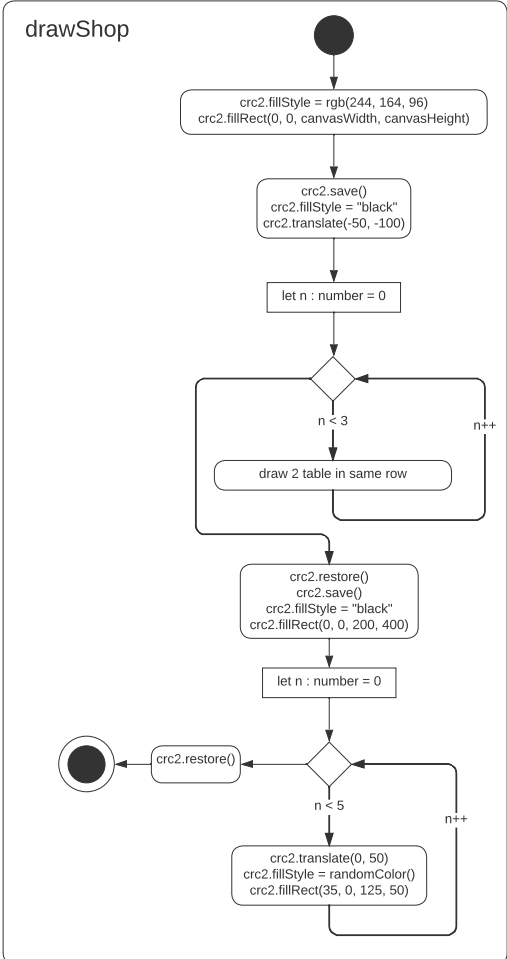 drawShop
crc2.fillStyle = rgb(244, 164, 96)
crc2.fillRect(0, 0, canvasWidth, canvasHeight)
crc2.save()
crc2.fillStyle = "black"
crc2.translate(-50, -100)
let n : number = 0
n < 3
n++
draw 2 table in same row
crc2.restore()
crc2.save()
crc2.fillStyle = "black"
crc2.fillRect(0, 0, 200, 400)
let n : number = 0
crc2.restore()
n < 5
n++
crc2.translate(0, 50)
crc2.fillStyle = randomColor()
crc2.fillRect(35, 0, 125, 50)